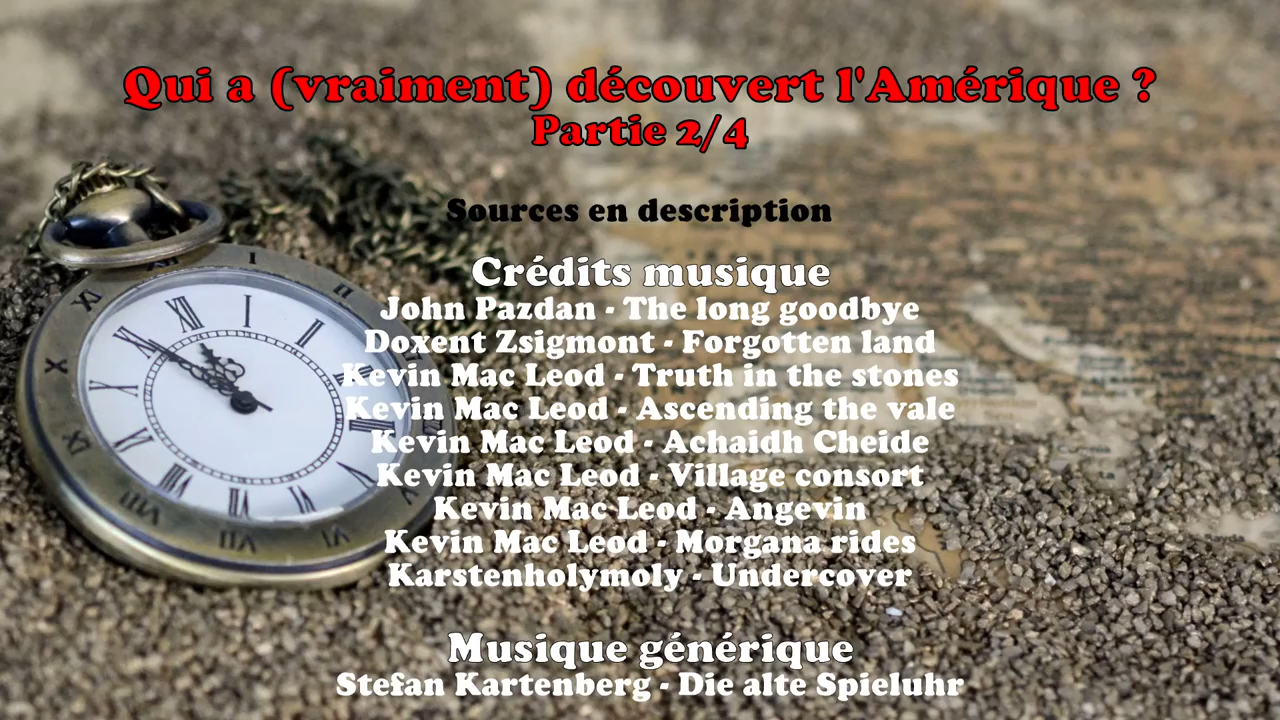 Qui a (vraiment) découvert l'Amérique ?
Partie 2/4
Sources en description
Crédits musique
John Pazdan - The long goodbye
Doxent Zsigmont - Forgotten land
Kevin Mac Leod - Truth in the stones
Kevin Mac Leod - Ascending the vale
Kevin Mac Leod - Achaidh Cheide
Kevin Mac Leod - Village consort
Kevin Mac Leod - Angevin
Kevin Mac Leod - Morgana rides
Karstenholymoly - Undercover
Musique générique
Stefan Kartenberg - Die alte Spieluhr